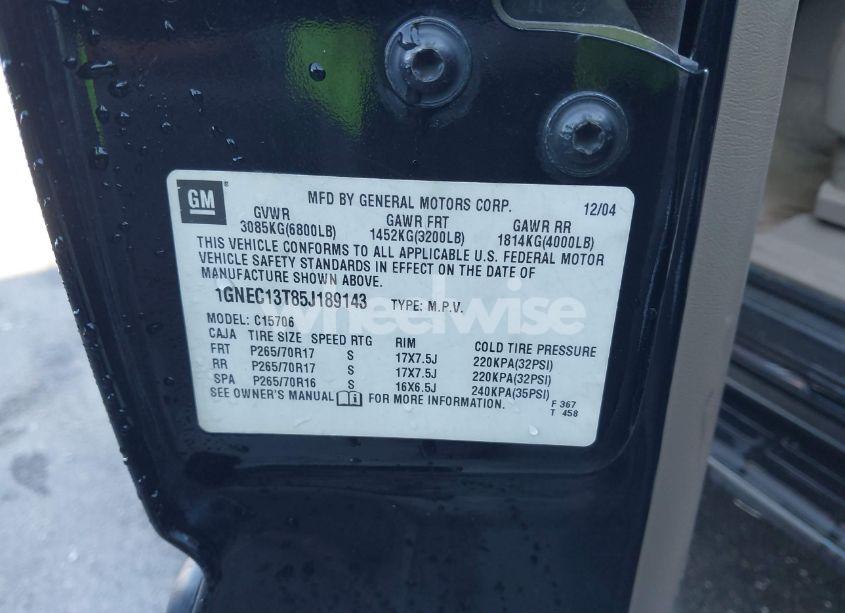 GM
MFD BY GENERAL MOTORS CORP. 12/04
GVWR GAWR FRT GAWR RR
3085KG(6800LB) 1452KG(3200LB) 1814KG(4000LB)
THIS VEHICLE CONFORMS TO ALL APPLICABLE U.S. FEDERAL MOTOR
VEHICLE SAFETY STANDARDS IN EFFECT ON THE DATE OF
MANUFACTURE SHOWN ABOVE.
1GNEC13T85J189143 TYPE: M.P.V.
wheelwise
MODEL: C15706
CAJA TIRE SIZE SPEED RTG RIM COLD TIRE PRESSURE
FRT P265/70R17 S 17X7.5J 220KPA(32PSI)
RR P265/70R17 S 17X7.5J 220KPA(32PSI)
SPA P265/70R16 S 16X6.5J 240KPA(35PSI)
SEE OWNER'S MANUAL FOR MORE INFORMATION. F 367
T 458